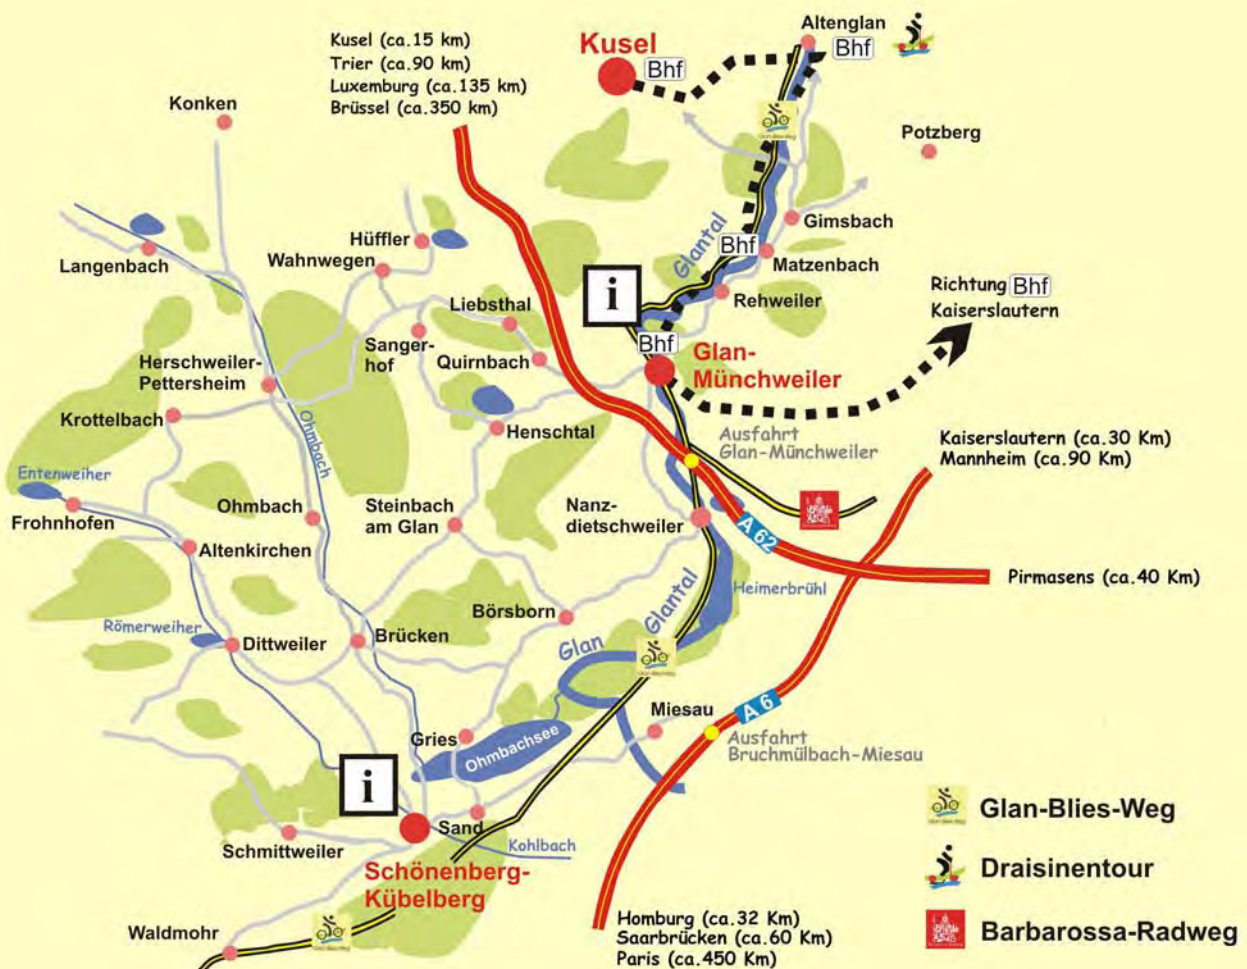 Altenglan
Kusel
Bhf
Bhf
Kusel (ca.15 km)
Trier (ca.90 km)
Luxemburg (ca.135 km)
Brüssel (ca.350 km)
Konken
Potzberg
Gimsbach
Glantal
Hüffler
Bhf
Matzenbach
Langenbach
Wahnwegen
i
Rehweiler
Richtung Bhf
Kaiserslautern
Liebsthal
Sanger-
hof
Quirnbach
Bhf
Glan-
Münchweiler
Herschweiler-
Pettersheim
Krottelbach
Ohmbach
Henschtal
Ausfahrt
Glan-Münchweiler
Kaiserslautern (ca.30 Km)
Mannheim (ca.90 Km)
Entenweiher
Frohnhofen
Ohmbach
Steinbach
am Glan
Nanz-
dietschweiler
A 62
Altenkirchen
Pirmasens (ca.40 Km)
Heimerbrühl
Glantal
Börsborn
Römerweiher
Dittweiler
Brücken
Glan
Miesau
A 6
Gries
Ohmbachsee
Ausfahrt
Bruchmülbach-Miesau
i
Sand
Schmittweiler
Kohlbach
Schönenberg-
Kübelberg
Waldmohr
Homburg (ca.32 Km)
Saarbrücken (ca.60 Km)
Paris (ca.450 Km)
Glan-Blies-Weg
Draisinentour
Barbarossa-Radweg